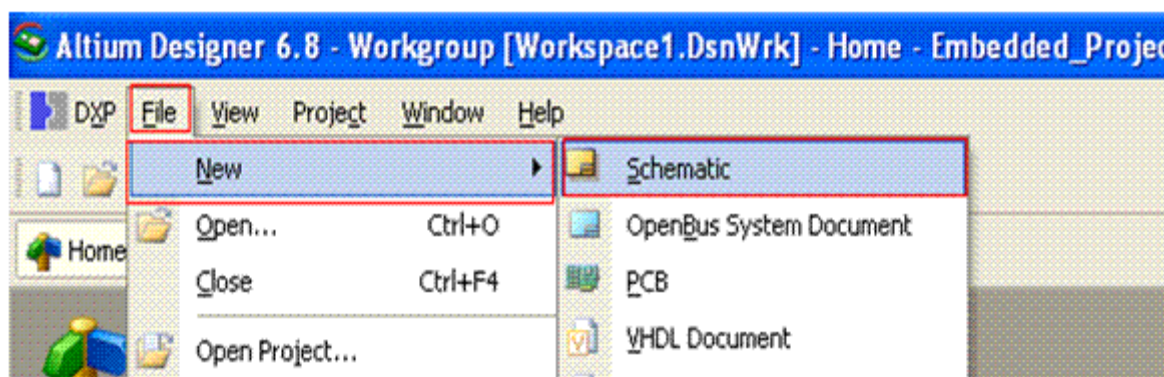 Altium Designer 6.8 - Workgroup [Workspace1.DsnWrk] - Home - Embedded_Projec
DXP File View Project Window Help
New Schematic
Open... Ctrl+O OpenBus System Document
Home
Close Ctrl+F4 PCB
Open Project... VHDL Document